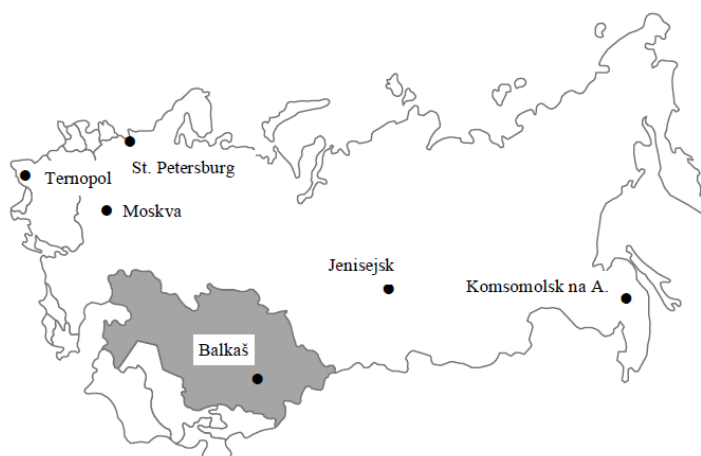 St. Petersburg
Ternopol
Moskva
Jenisejsk
Komsomolsk na A.
Balkaš